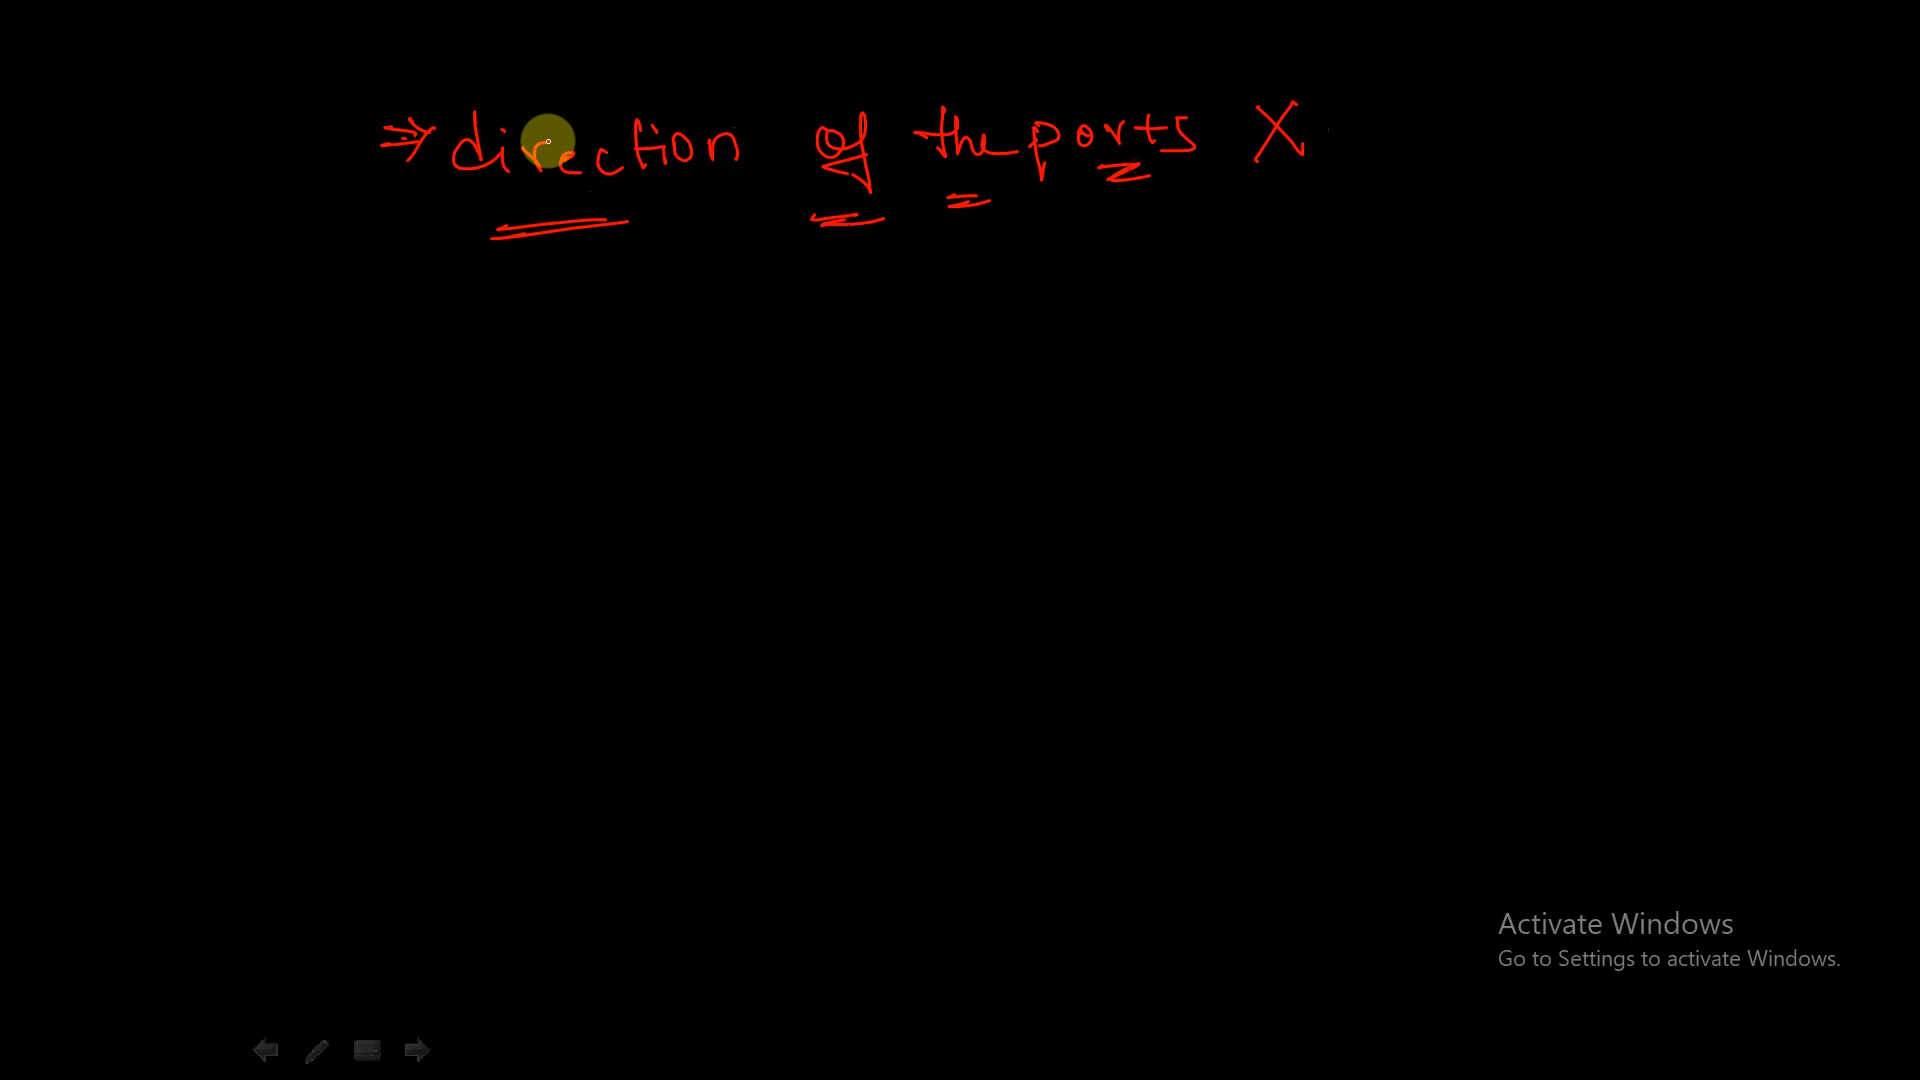 ⇒ direction of the ports X
Activate Windows
Go to Settings to activate Windows.